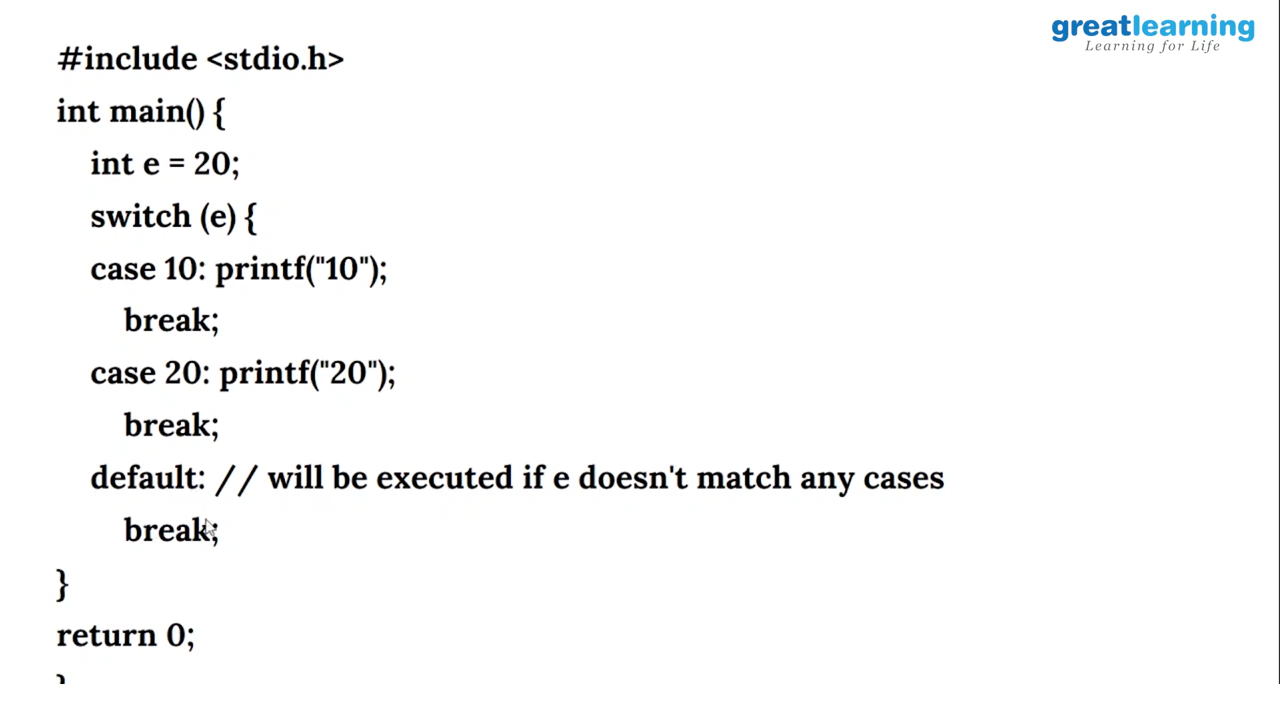 greatlearning
Learning for Life
#include <stdio.h>
int main() {
int e = 20;
switch (e) {
case 10: printf("10");
break;
case 20: printf("20");
break;
default: // will be executed if e doesn't match any cases
break;
}
return 0;
}